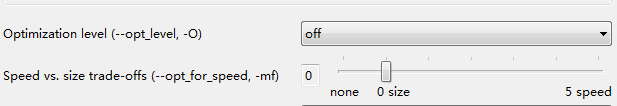 Optimization level (--opt_level, -O) off
Speed vs. size trade-offs (--opt_for_speed, -mf) 0
none 0 size 5 speed